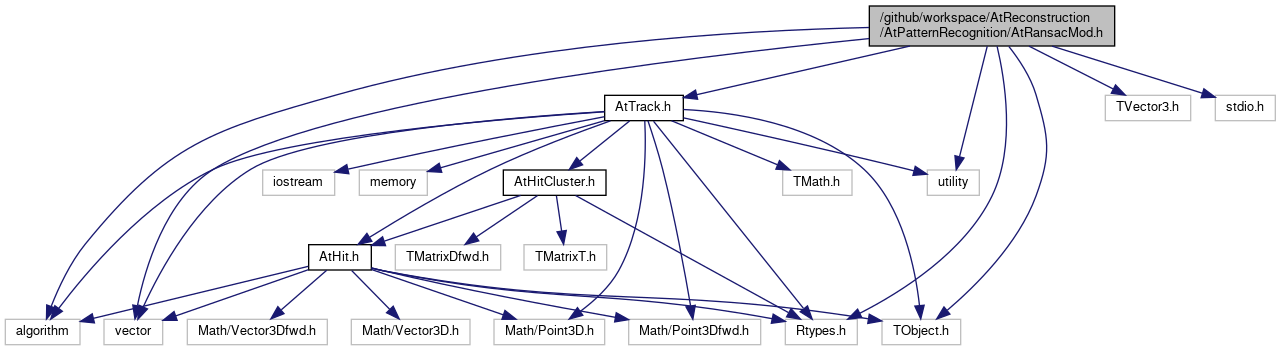 /github/workspace/AtReconstruction
/AtPatternRecognition/AtRansacMod.h
AtTrack.h
TVector3.h
stdio.h
iostream
memory
AtHitCluster.h
TMath.h
utility
AtHit.h
TMatrixDfwd.h
TMatrixT.h
algorithm
vector
Math/Vector3Dfwd.h
Math/Vector3D.h
Math/Point3D.h
Math/Point3Dfwd.h
Rtypes.h
TObject.h